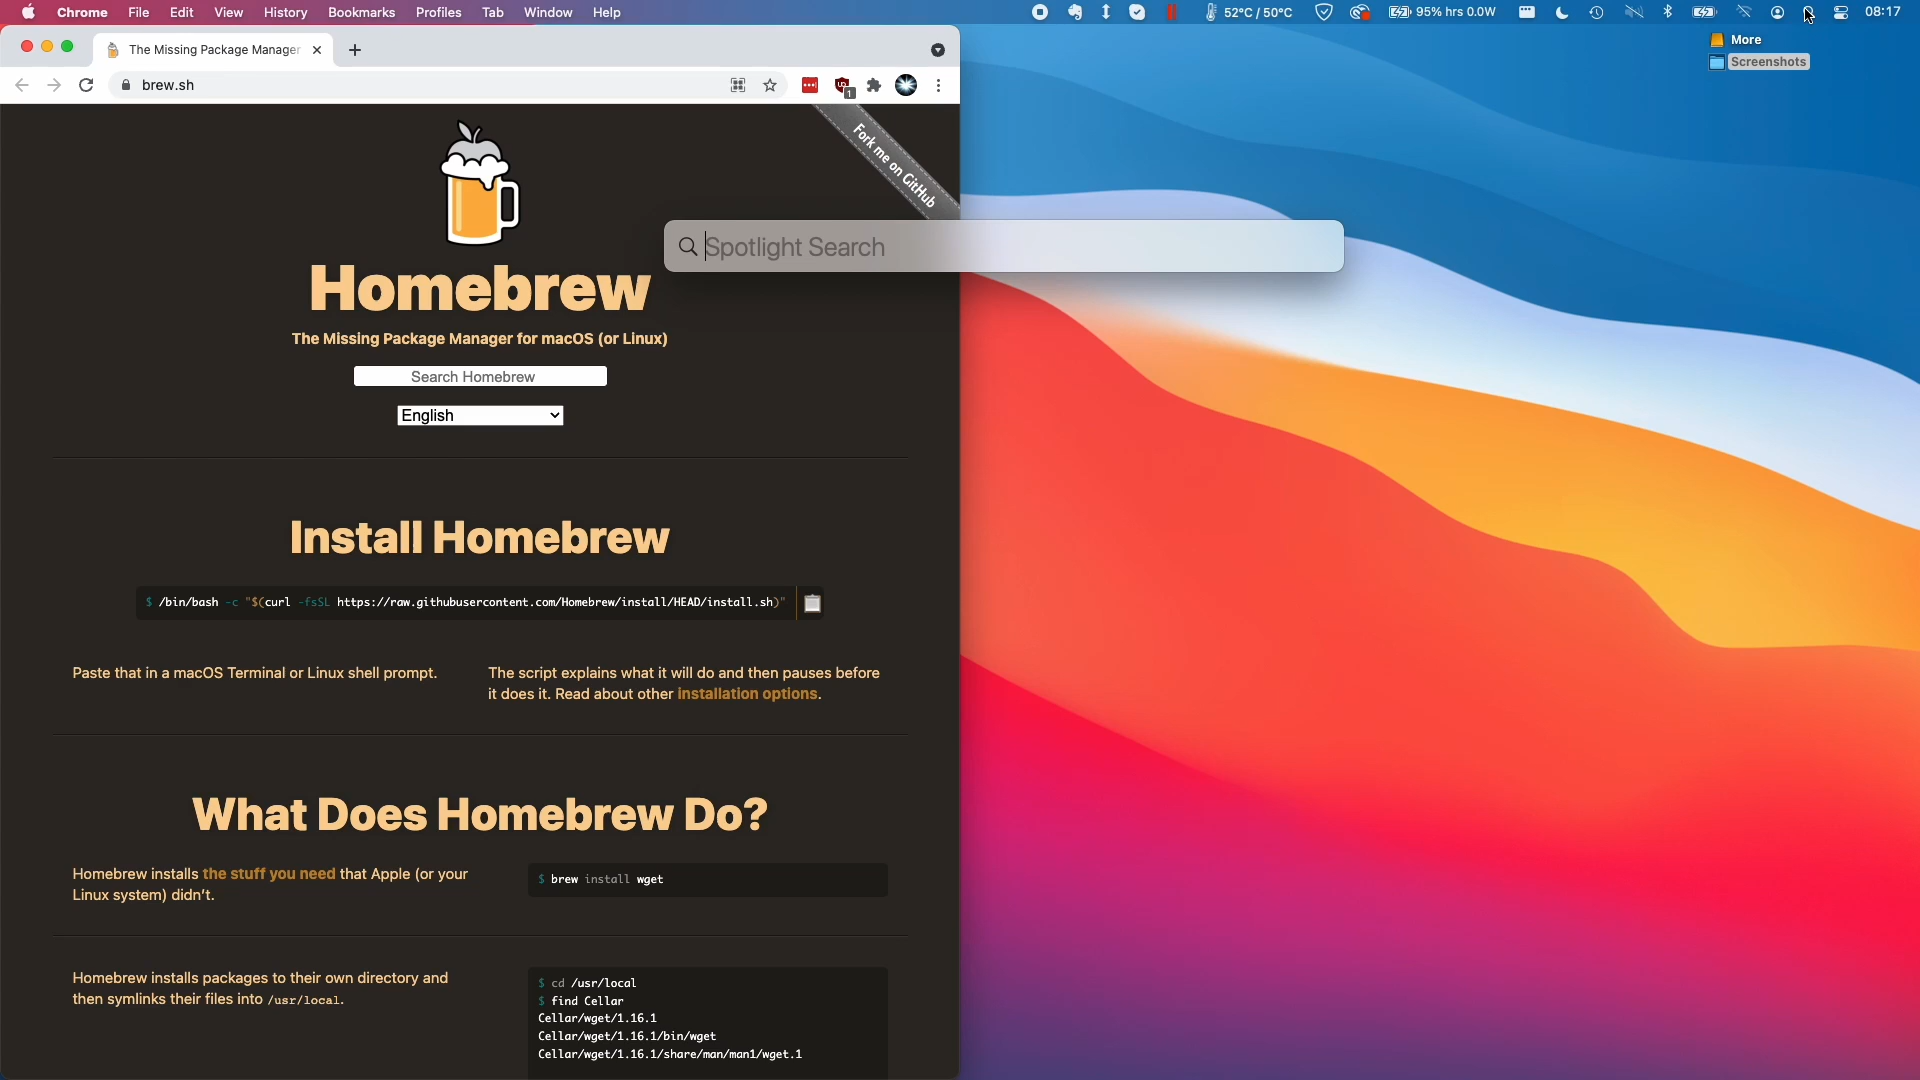 Chrome File Edit View History Bookmarks Profiles Tab Window Help
52°C / 50°C
95% hrs 0.0W
08:17
More
Screenshots
The Missing Package Manager
brew.sh
1
Fork me on GitHub
Spotlight Search
Homebrew
The Missing Package Manager for macOS (or Linux)
Search Homebrew
English
Install Homebrew
$ /bin/bash -c "$(curl -fsSL https://raw.githubusercontent.com/Homebrew/install/HEAD/install.sh)"
Paste that in a macOS Terminal or Linux shell prompt.
The script explains what it will do and then pauses before
it does it. Read about other installation options.
What Does Homebrew Do?
Homebrew installs the stuff you need that Apple (or your
Linux system) didn't.
$ brew install wget
Homebrew installs packages to their own directory and
then symlinks their files into /usr/local.
$ cd /usr/local
$ find Cellar
Cellar/wget/1.16.1
Cellar/wget/1.16.1/bin/wget
Cellar/wget/1.16.1/share/man/man1/wget.1